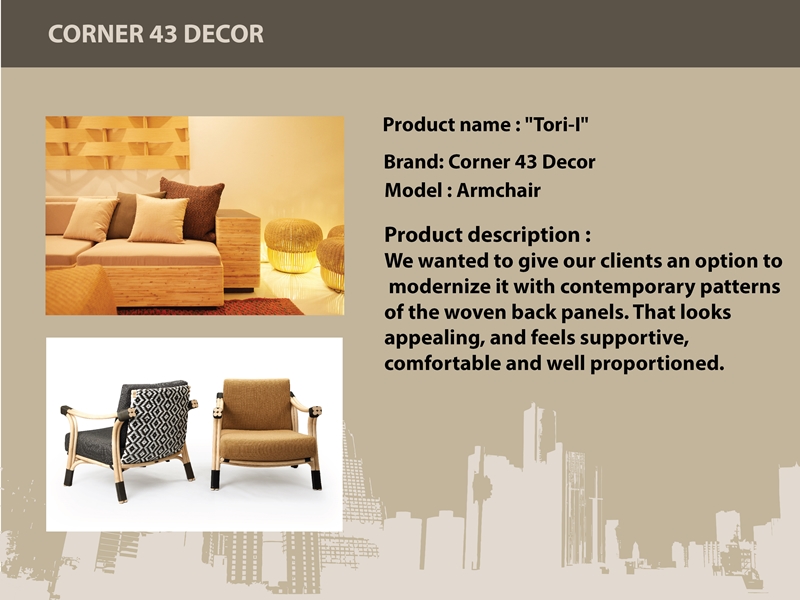 CORNER 43 DECOR
Product name : "Tori-I"
Brand: Corner 43 Decor
Model : Armchair
Product description :
We wanted to give our clients an option to
modernize it with contemporary patterns
of the woven back panels. That looks
appealing, and feels supportive,
comfortable and well proportioned.